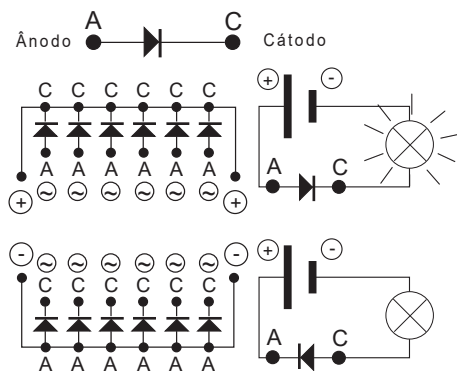 A C
Ânodo Cátodo
C C C C C C
+ -
A A A A A A
A C
+ ~ ~ ~ ~ ~ ~ +
- ~ ~ ~ ~ ~ ~ -
+ -
C C C C C C
A C
A A A A A A